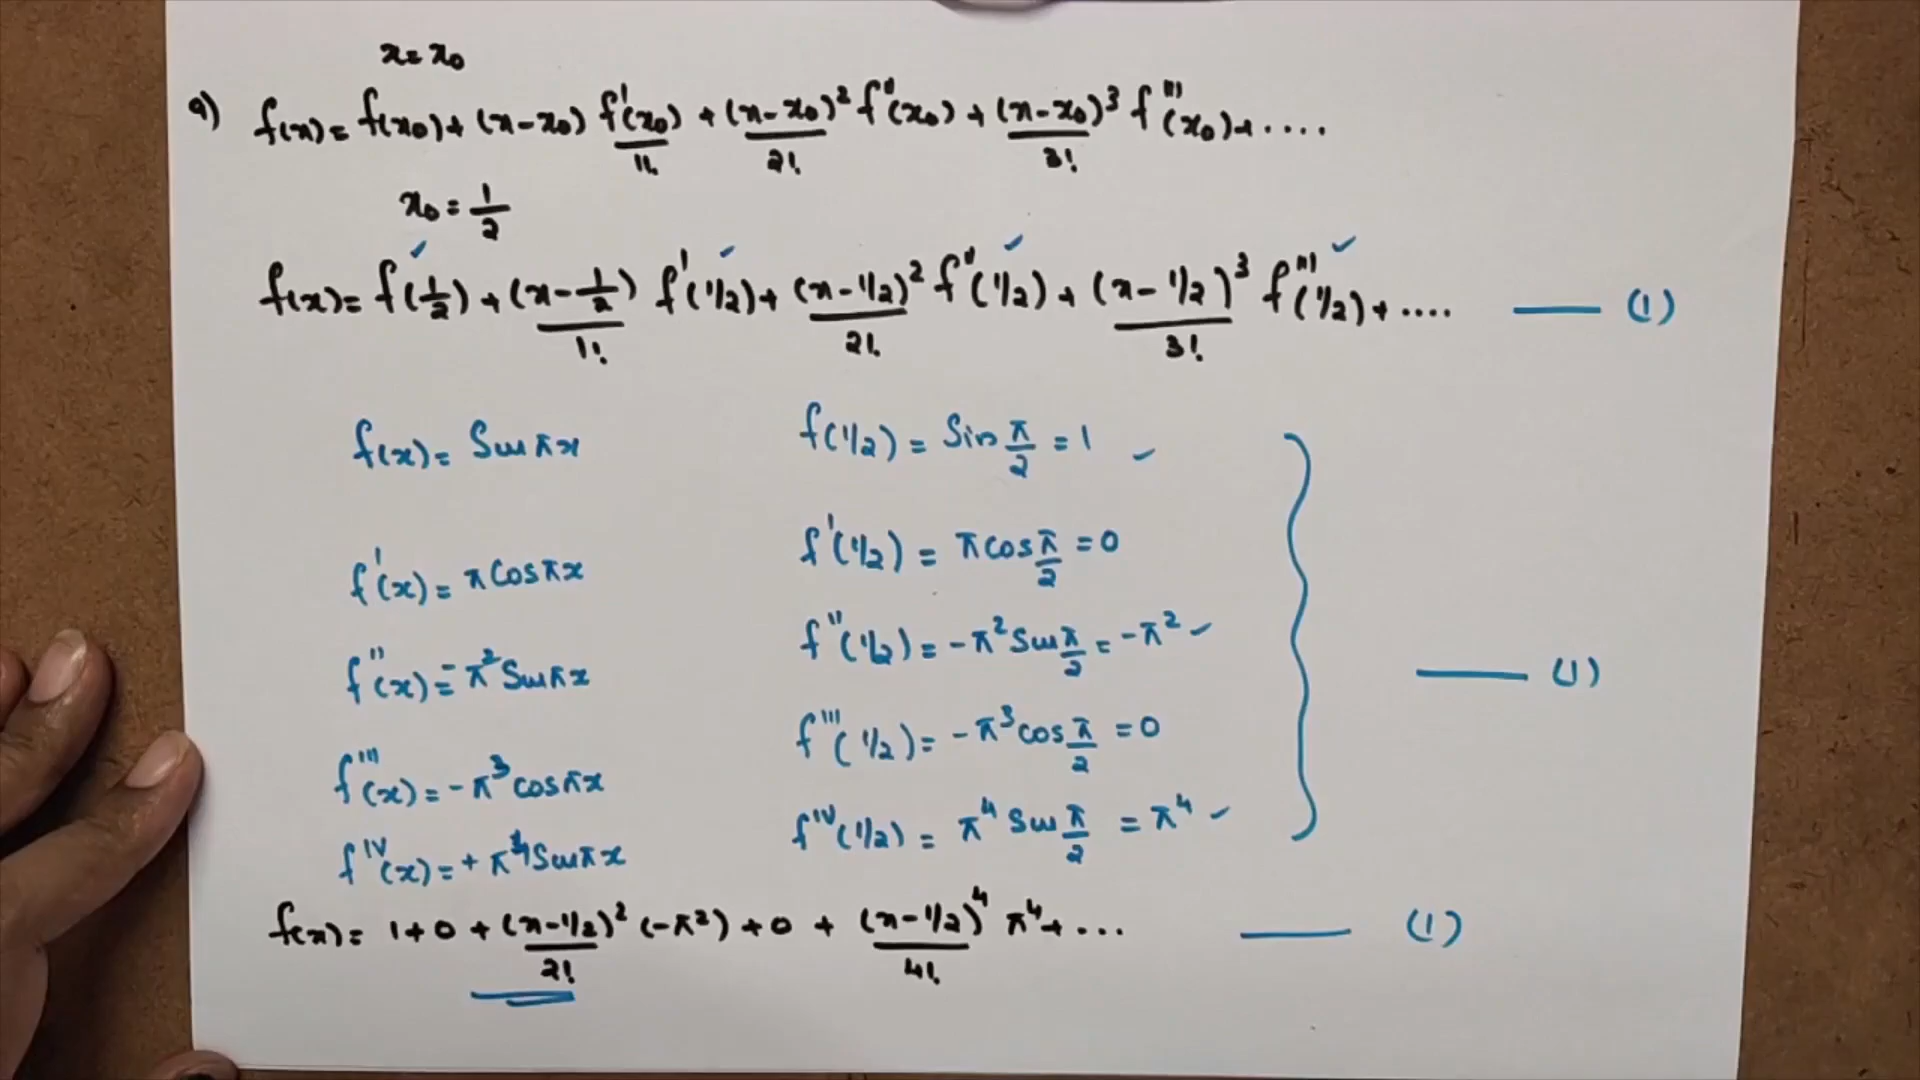 x = x₀
9) f(x) = f(x₀) + (x-x₀) f'(x₀)/1! + (x-x₀)²/2! f''(x₀) + (x-x₀)³/3! f'''(x₀) + ....
x₀ = 1/2
f(x) = f(1/2) + (x-1/2)/1! f'(1/2) + (x-1/2)²/2! f''(1/2) + (x-1/2)³/3! f'''(1/2) + .... — (1)
f(x) = Sin πx f(1/2) = Sin π/2 = 1
f'(x) = π Cos πx f'(1/2) = π cos π/2 = 0
f''(x) = -π² Sin πx f''(1/2) = -π² Sin π/2 = -π²
— (1)
f'''(x) = -π³ cos πx f'''(1/2) = -π³ cos π/2 = 0
f^IV(x) = + π⁴ Sin πx f^IV(1/2) = π⁴ Sin π/2 = π⁴
f(x) = 1+0 + (x-1/2)²/2! (-π²) + 0 + (x-1/2)⁴/4! π⁴ + ... — (1)